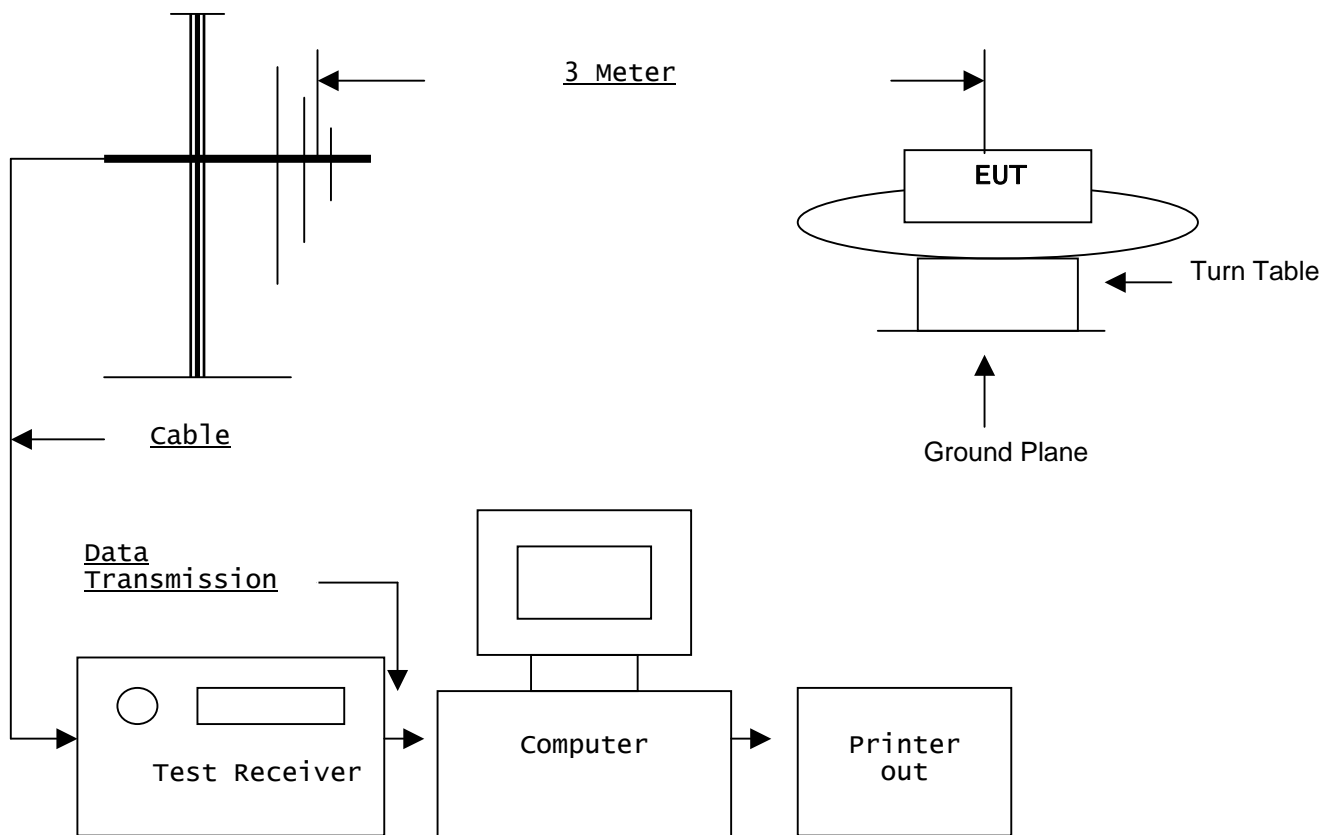 3 Meter
EUT
Turn Table
Cable
Ground Plane
Data
Transmission
Test Receiver
Computer
Printer
out